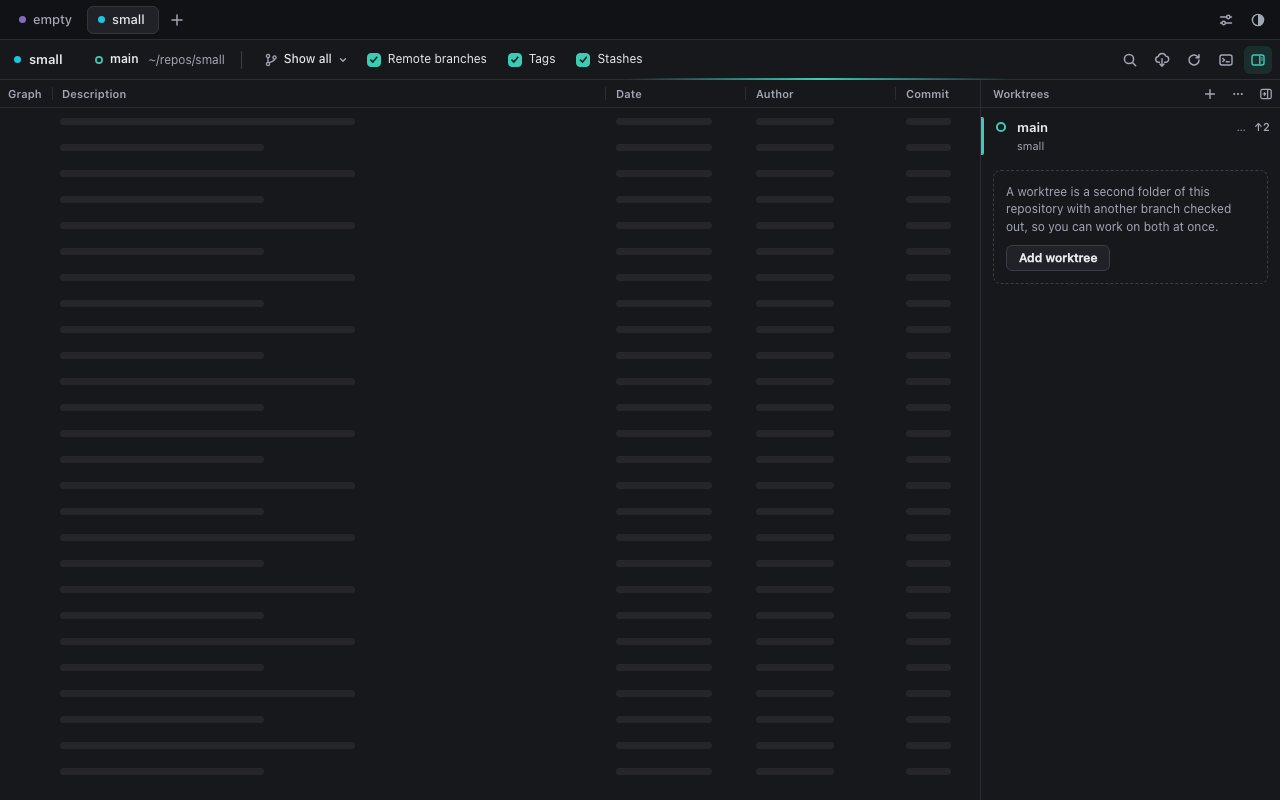 empty
small
small
main ~/repos/small
Show all
Remote branches
Tags
Stashes
Graph
Description
Date
Author
Commit
Worktrees
main
... ↑2
small
A worktree is a second folder of this
repository with another branch checked
out, so you can work on both at once.
Add worktree